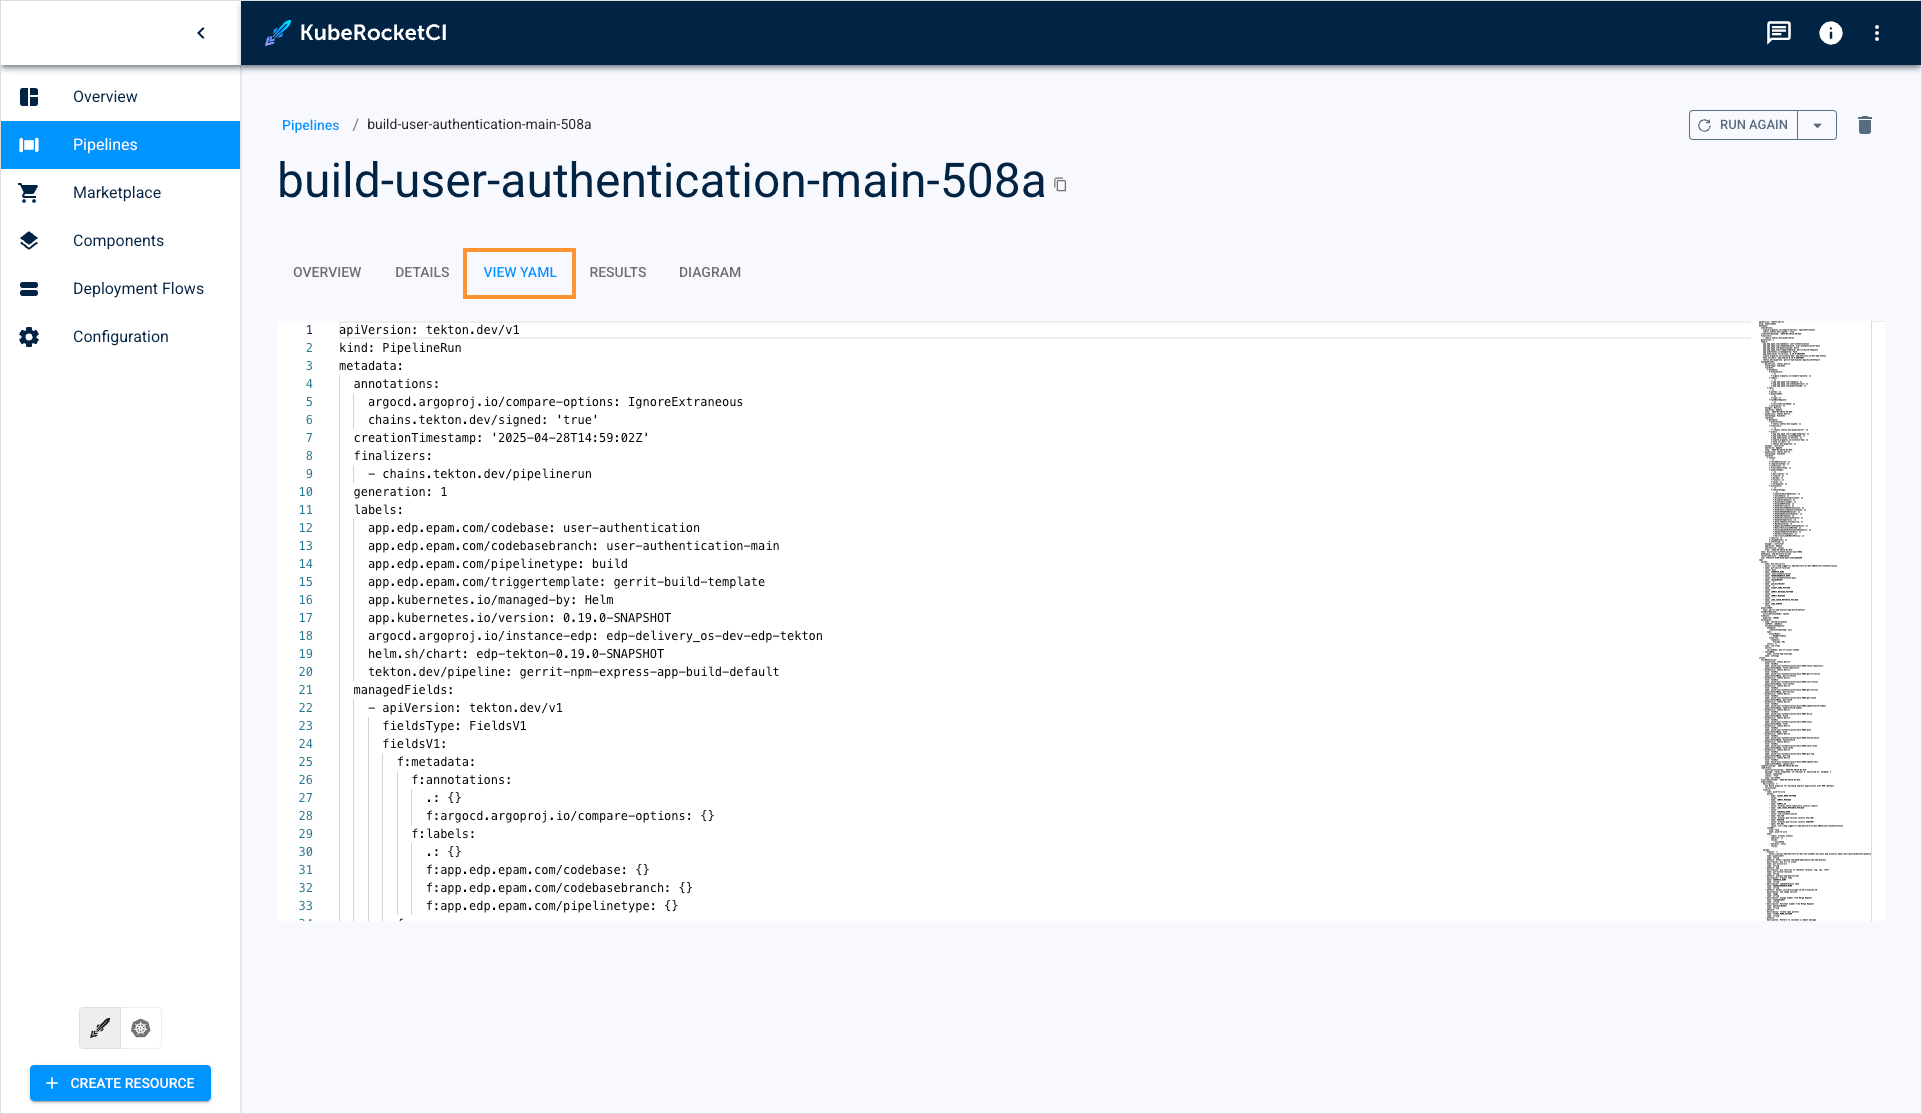 KubeRocketCI
Overview
Pipelines
Marketplace
Components
Deployment Flows
Configuration
Pipelines / build-user-authentication-main-508a
RUN AGAIN
build-user-authentication-main-508a
OVERVIEW DETAILS VIEW YAML RESULTS DIAGRAM
1 apiVersion: tekton.dev/v1
2 kind: PipelineRun
3 metadata:
4 annotations:
5 argocd.argoproj.io/compare-options: IgnoreExtraneous
6 chains.tekton.dev/signed: 'true'
7 creationTimestamp: '2025-04-28T14:59:02Z'
8 finalizers:
9 - chains.tekton.dev/pipelinerun
10 generation: 1
11 labels:
12 app.edp.epam.com/codebase: user-authentication
13 app.edp.epam.com/codebasebranch: user-authentication-main
14 app.edp.epam.com/pipelinetype: build
15 app.edp.epam.com/triggertemplate: gerrit-build-template
16 app.kubernetes.io/managed-by: Helm
17 app.kubernetes.io/version: 0.19.0-SNAPSHOT
18 argocd.argoproj.io/instance-edp: edp-delivery_os-dev-edp-tekton
19 helm.sh/chart: edp-tekton-0.19.0-SNAPSHOT
20 tekton.dev/pipeline: gerrit-npm-express-app-build-default
21 managedFields:
22 - apiVersion: tekton.dev/v1
23 fieldsType: FieldsV1
24 fieldsV1:
25 f:metadata:
26 f:annotations:
27 .: {}
28 f:argocd.argoproj.io/compare-options: {}
29 f:labels:
30 .: {}
31 f:app.edp.epam.com/codebase: {}
32 f:app.edp.epam.com/codebasebranch: {}
33 f:app.edp.epam.com/pipelinetype: {}
+ CREATE RESOURCE